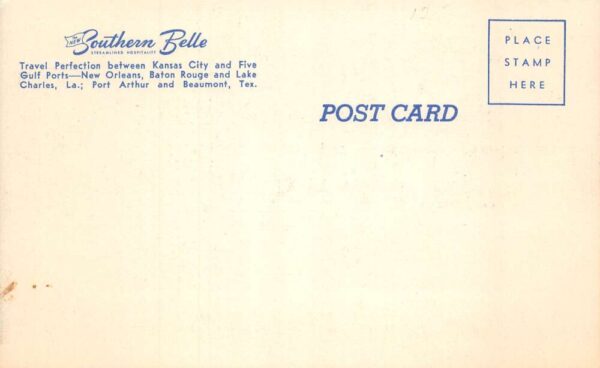 The NEW Southern Belle
STREAMLINED HOSPITALITY
Travel Perfection between Kansas City and Five
Gulf Ports—New Orleans, Baton Rouge and Lake
Charles, La.; Port Arthur and Beaumont, Tex.
POST CARD
PLACE
STAMP
HERE